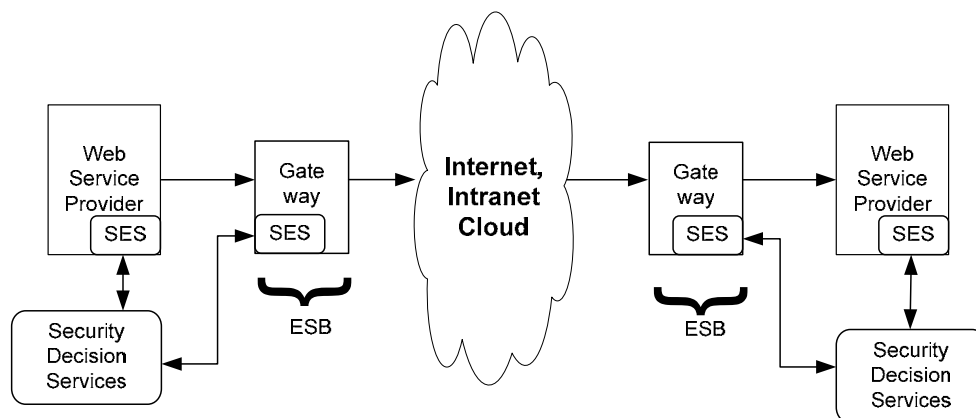 Web
Service
Provider
SES
Gate
way
SES
ESB
Security
Decision
Services
Internet,
Intranet
Cloud
Gate
way
SES
ESB
Web
Service
Provider
SES
Security
Decision
Services